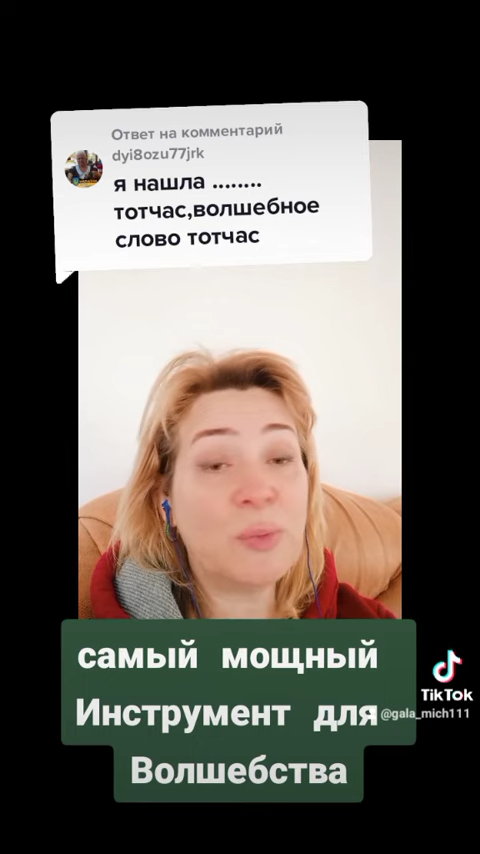 Ответ на комментарий
dyi8ozu77jrk
я нашла ........
тотчас,волшебное
слово тотчас
самый мощный
Инструмент для
Волшебства
TikTok
@gala_mich111